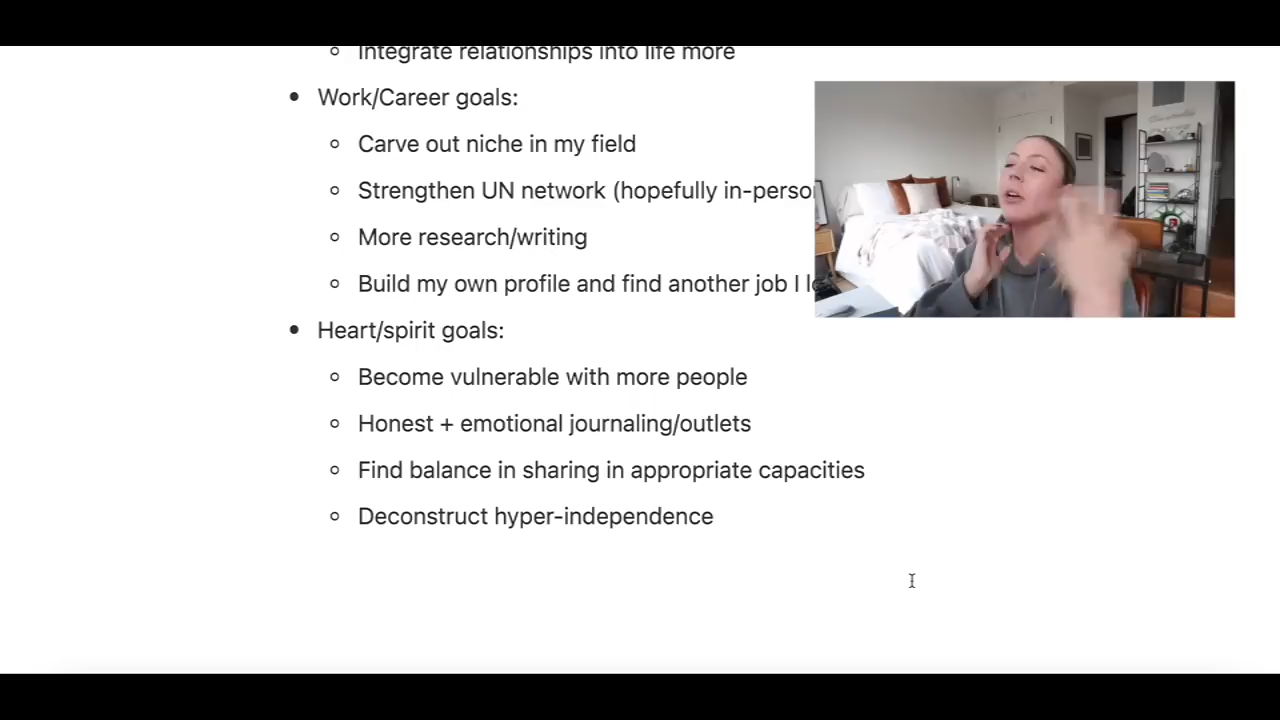 Integrate relationships into life more
Work/Career goals:
Carve out niche in my field
Strengthen UN network (hopefully
More research/writing
Build my own profile and find another job I
Heart/spirit goals:
Become vulnerable with more people
Honest + emotional journaling/outlets
Find balance in sharing in appropriate capacities
Deconstruct hyper-independence